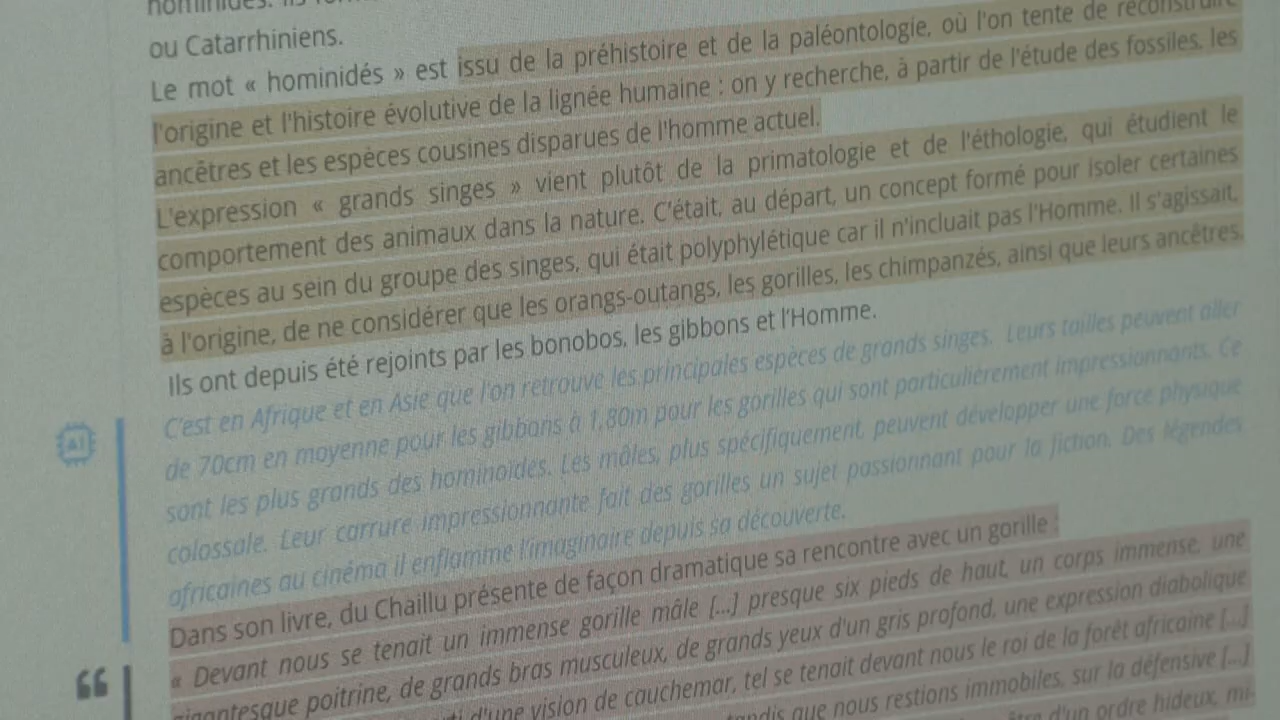 ou Catarrhiniens.
Le mot « hominidés » est issu de la préhistoire et de la paléontologie, où l'on tente de reconstruire
l'origine et l'histoire évolutive de la lignée humaine : on y recherche, à partir de l'étude des fossiles, les
ancêtres et les espèces cousines disparues de l'homme actuel.
L'expression « grands singes » vient plutôt de la primatologie et de l'éthologie, qui étudient le
comportement des animaux dans la nature. C'était, au départ, un concept formé pour isoler certaines
espèces au sein du groupe des singes, qui était polyphylétique car il n'incluait pas l'Homme. Il s'agissait,
à l'origine, de ne considérer que les orangs-outangs, les gorilles, les chimpanzés, ainsi que leurs ancêtres.
Ils ont depuis été rejoints par les bonobos, les gibbons et l'Homme.
C'est en Afrique et en Asie que l'on retrouve les principales espèces de grands singes. Leurs tailles peuvent aller
de 70cm en moyenne pour les gibbons à 1,80m pour les gorilles qui sont particulièrement impressionnants. Ce
sont les plus grands des hominoïdes. Les mâles, plus spécifiquement, peuvent développer une force physique
colossale. Leur carrure impressionnante fait des gorilles un sujet passionnant pour la fiction. Des légendes
africaines au cinéma il enflamme l'imaginaire depuis sa découverte.
AI
Dans son livre, du Chaillu présente de façon dramatique sa rencontre avec un gorille :
« Devant nous se tenait un immense gorille mâle [...] presque six pieds de haut, un corps immense, une
gigantesque poitrine, de grands bras musculeux, de grands yeux d'un gris profond, une expression diabolique
d'une vision de cauchemar, tel se tenait devant nous le roi de la forêt africaine [...]
tandis que nous restions immobiles, sur la défensive [...]
d'un ordre hideux, mi-